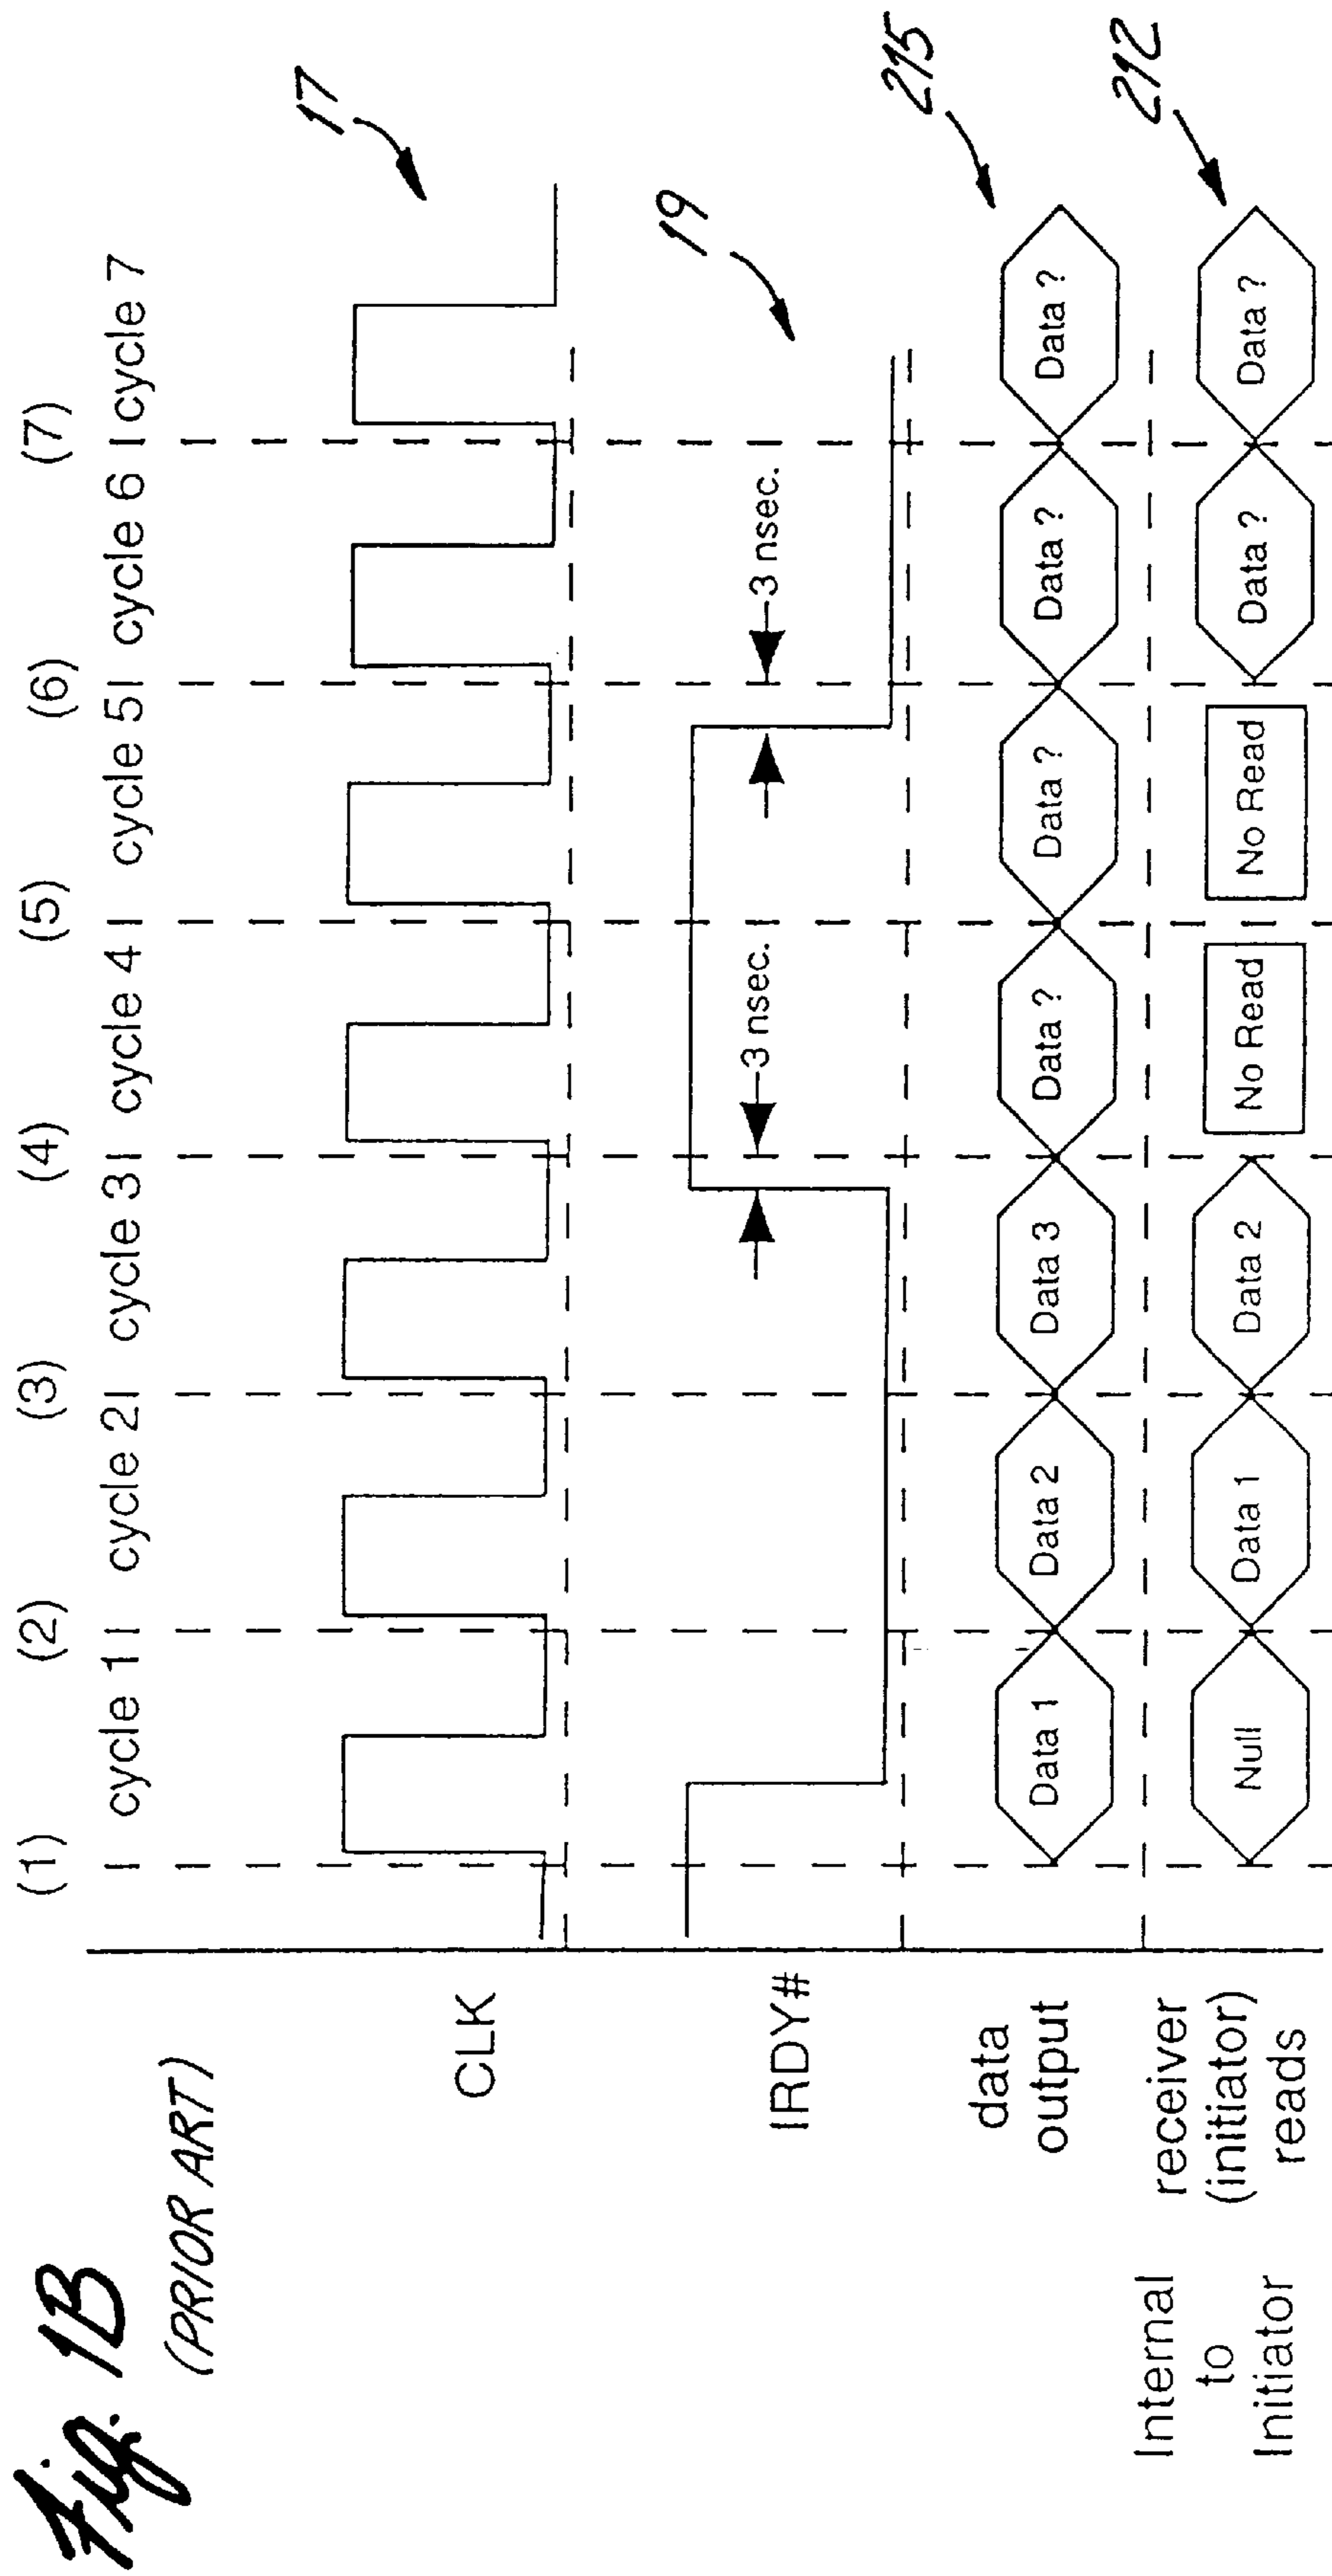 Fig. 1B
(PRIOR ART)
(1) (2) (3) (4) (5) (6) (7)
cycle 1 cycle 2 cycle 3 cycle 4 cycle 5 cycle 6 cycle 7
CLK
17
IRDY#
3 nsec.
3 nsec.
19
data
output
Data 1 Data 2 Data 3 Data ? Data ? Data ? Data ?
215
Internal
to
Initiator
receiver
(initiator)
reads
Null Data 1 Data 2 No Read No Read Data ? Data ?
212